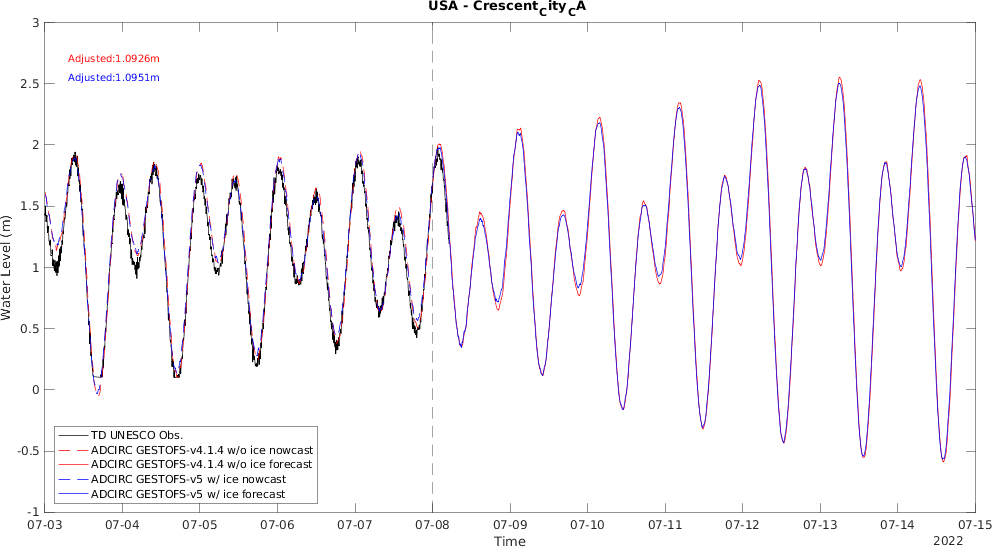 USA - Crescent_City_CA
3
2.5
2
1.5
1
0.5
0
-0.5
-1
Water Level (m)
Adjusted:1.0926m
Adjusted:1.0951m
TD UNESCO Obs.
ADCIRC GESTOFS-v4.1.4 w/o ice nowcast
ADCIRC GESTOFS-v4.1.4 w/o ice forecast
ADCIRC GESTOFS-v5 w/ ice nowcast
ADCIRC GESTOFS-v5 w/ ice forecast
07-03 07-04 07-05 07-06 07-07 07-08 07-09 07-10 07-11 07-12 07-13 07-14 07-15
Time
2022